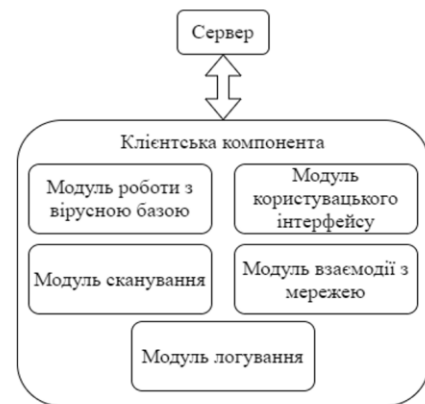 Сервер
Клієнтська компонента
Модуль роботи з
вірусною базою
Модуль
користувацького
інтерфейсу
Модуль сканування
Модуль взаємодії з
мережею
Модуль логування